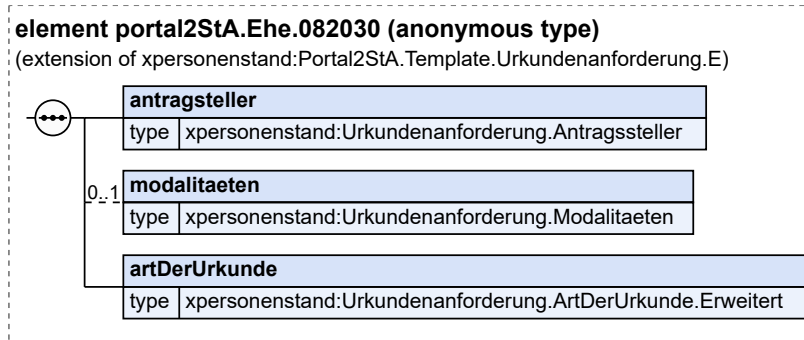 element portal2StA.Ehe.082030 (anonymous type)
(extension of xpersonenstand:Portal2StA.Template.Urkundenanforderung.E)
antragsteller
type xpersonenstand:Urkundenanforderung.Antragssteller
0..1
modalitaeten
type xpersonenstand:Urkundenanforderung.Modalitaeten
artDerUrkunde
type xpersonenstand:Urkundenanforderung.ArtDerUrkunde.Erweitert